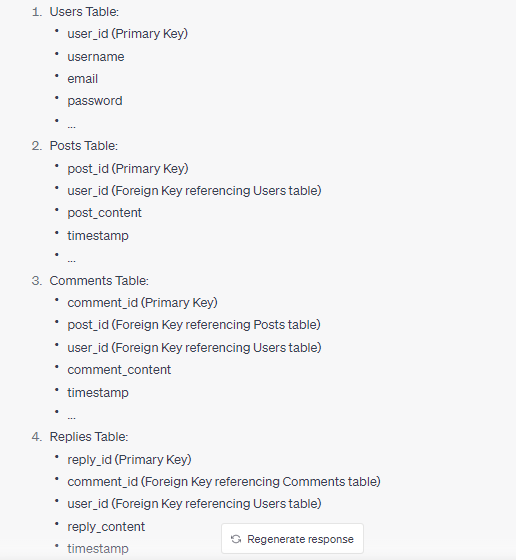 1. Users Table:
• user_id (Primary Key)
• username
• email
• password
• ...
2. Posts Table:
• post_id (Primary Key)
• user_id (Foreign Key referencing Users table)
• post_content
• timestamp
• ...
3. Comments Table:
• comment_id (Primary Key)
• post_id (Foreign Key referencing Posts table)
• user_id (Foreign Key referencing Users table)
• comment_content
• timestamp
• ...
4. Replies Table:
• reply_id (Primary Key)
• comment_id (Foreign Key referencing Comments table)
• user_id (Foreign Key referencing Users table)
• reply_content
Regenerate response
• timestamp